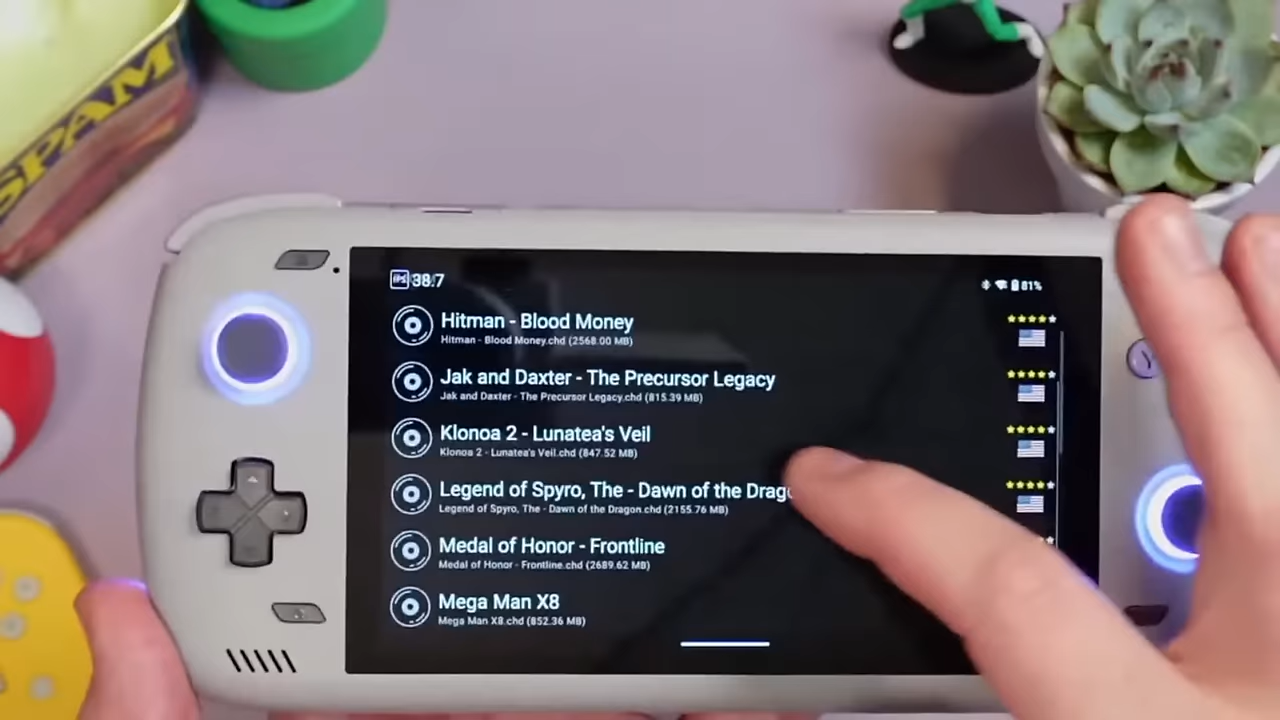 SPAM
FPS 38.7
81%
Hitman - Blood Money
Hitman - Blood Money.chd (2568.00 MB)
Jak and Daxter - The Precursor Legacy
Jak and Daxter - The Precursor Legacy.chd (815.39 MB)
Klonoa 2 - Lunatea's Veil
Klonoa 2 - Lunatea's Veil.chd (847.52 MB)
Legend of Spyro, The - Dawn of the Drag
Legend of Spyro, The - Dawn of the Dragon.chd (2155.76 MB)
Medal of Honor - Frontline
Medal of Honor - Frontline.chd (2689.62 MB)
Mega Man X8
Mega Man X8.chd (852.36 MB)
Y